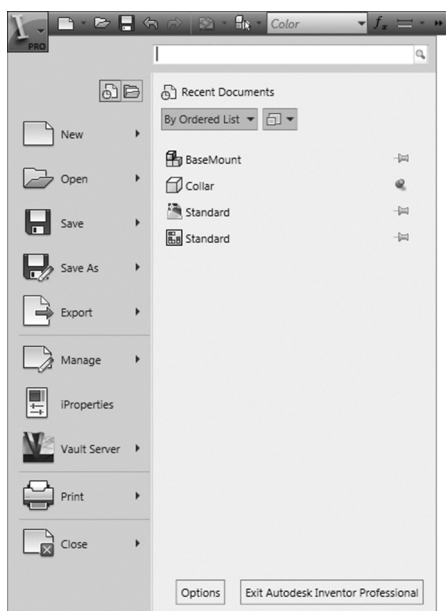 I
PRO
Color
fx
Recent Documents
By Ordered List
New
Open
Save
Save As
Export
Manage
iProperties
Vault Server
Print
Close
BaseMount
Collar
Standard
Standard
Options
Exit Autodesk Inventor Professional